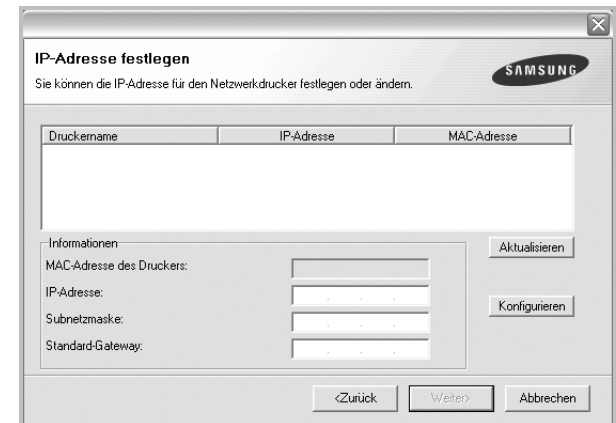 IP-Adresse festlegen
Sie können die IP-Adresse für den Netzwerkdrucker festlegen oder ändern.
SAMSUNG
Druckername IP-Adresse MAC-Adresse
Informationen
Aktualisieren
MAC-Adresse des Druckers:
IP-Adresse:
Konfigurieren
Subnetzmaske:
Standard-Gateway:
<Zurück Weiter> Abbrechen